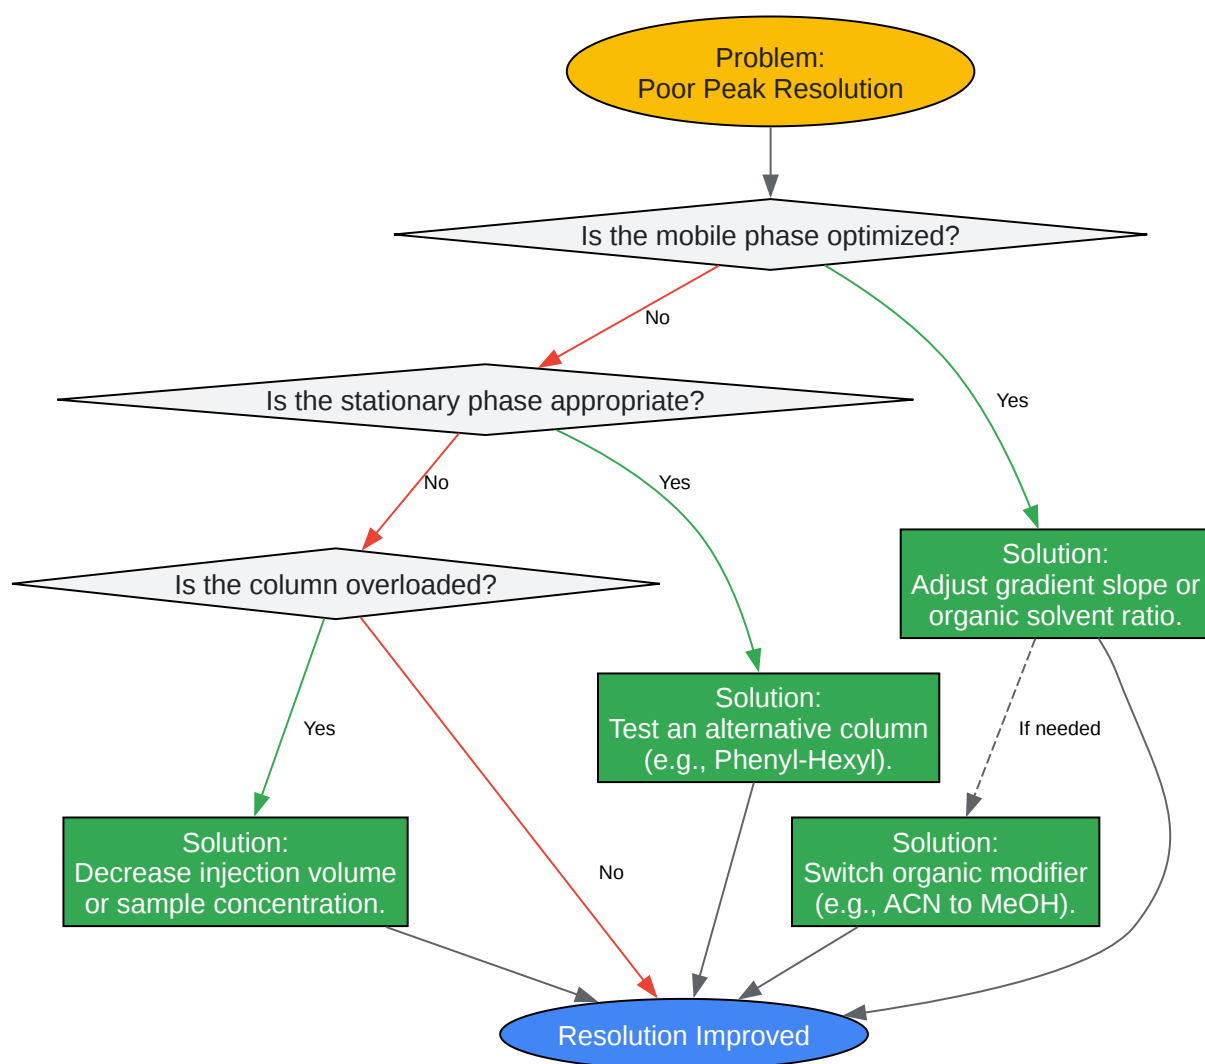 Problem:
Poor Peak Resolution
Is the mobile phase optimized?
No
Is the stationary phase appropriate?
Yes
No
Yes
Is the column overloaded?
Solution:
Adjust gradient slope or
organic solvent ratio.
Solution:
Test an alternative column
(e.g., Phenyl-Hexyl).
Yes
If needed
Solution:
Decrease injection volume
or sample concentration.
No
Solution:
Switch organic modifier
(e.g., ACN to MeOH).
Resolution Improved